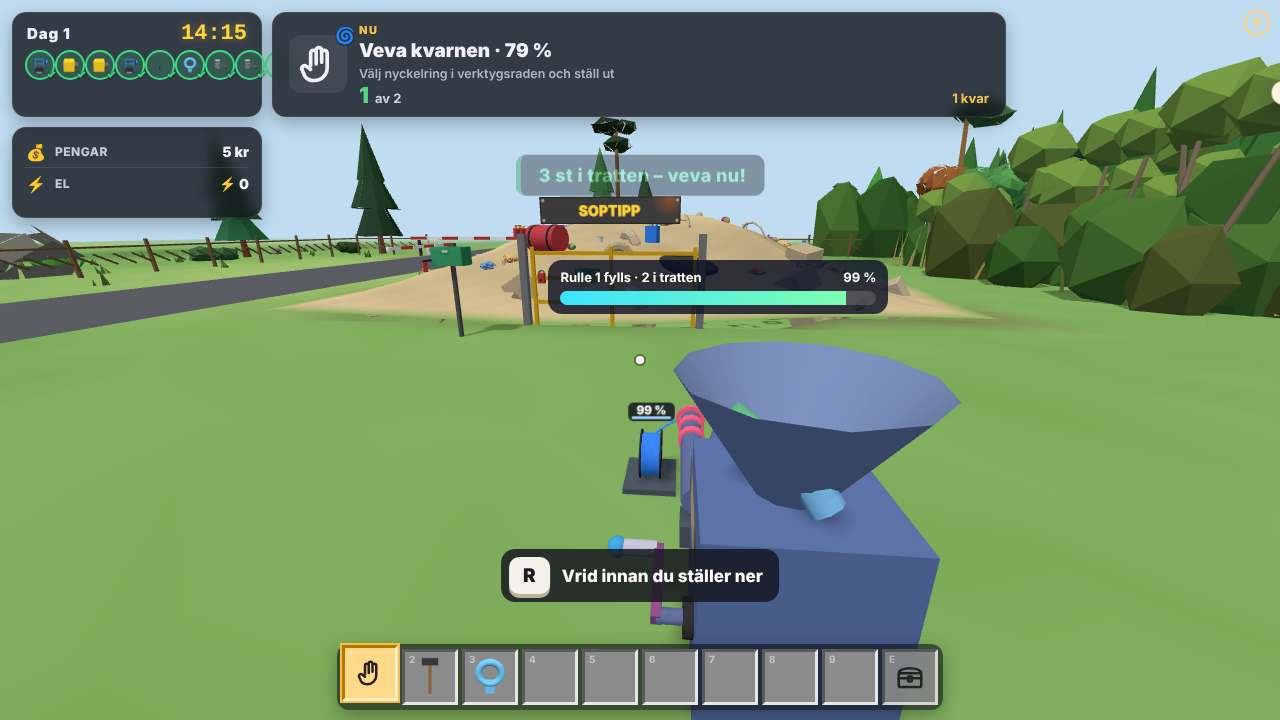 Dag 1 14:15
NU
Veva kvarnen · 79 %
Välj nyckelring i verktygsraden och ställ ut
1 av 2
1 kvar
PENGAR 5 kr
EL ⚡ 0
3 st i tratten – veva nu!
SOPTIPP
Rulle 1 fylls · 2 i tratten 99 %
99 %
R Vrid innan du ställer ner
2 3 4 5 6 7 8 9 E